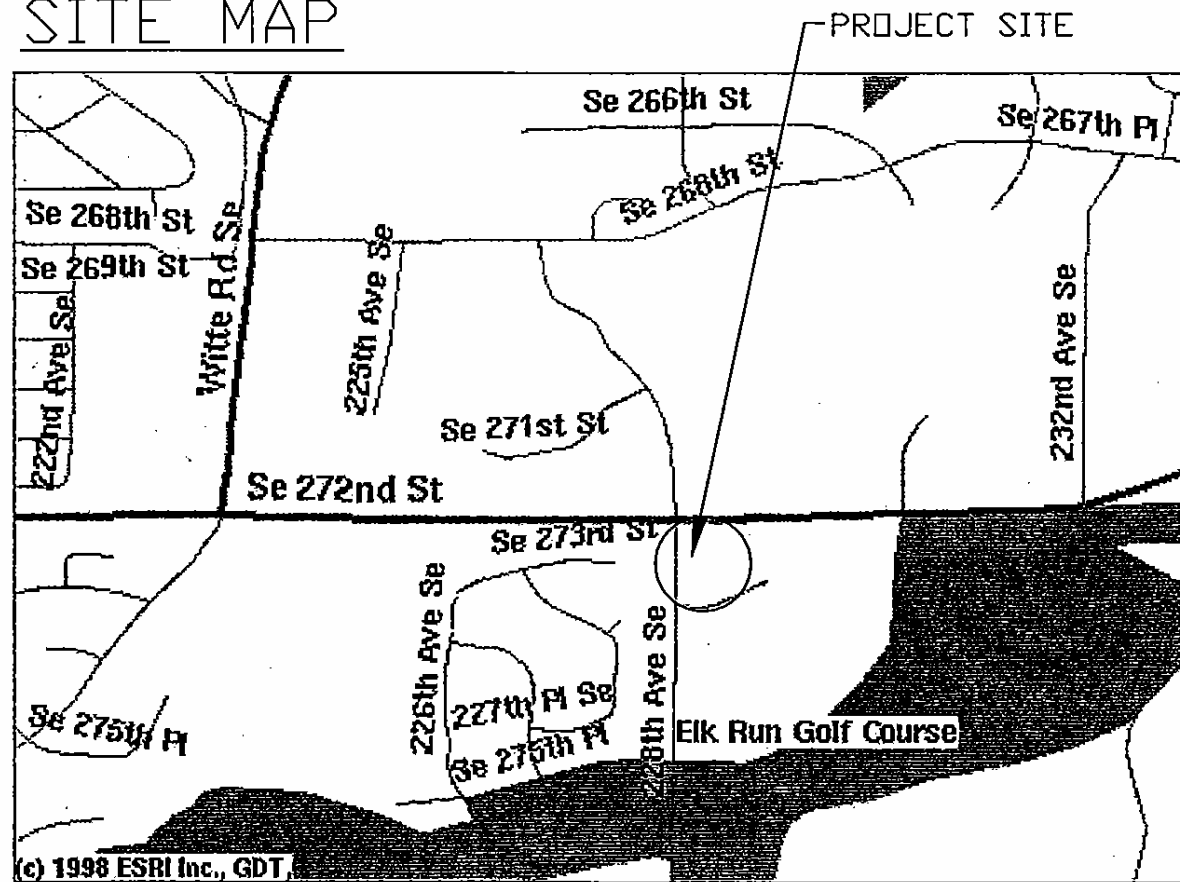 SITE MAP
PROJECT SITE
Se 266th St
Se 267th Pl
Se 268th St
Se 268th St
Se 269th St
Witte Rd Se
222nd Ave Se
225th Ave Se
232nd Ave Se
Se 271st St
Se 272nd St
Se 273rd St
226th Ave Se
228th Ave Se
227th Pl Se
Se 275th Pl
Se 275th Pl
Elk Run Golf Course
(c) 1998 ESRI Inc., GDT,